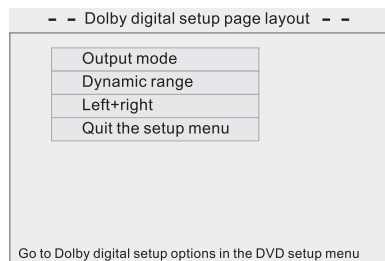 - - Dolby digital setup page layout - -
Output mode
Dynamic range
Left+right
Quit the setup menu
Go to Dolby digital setup options in the DVD setup menu